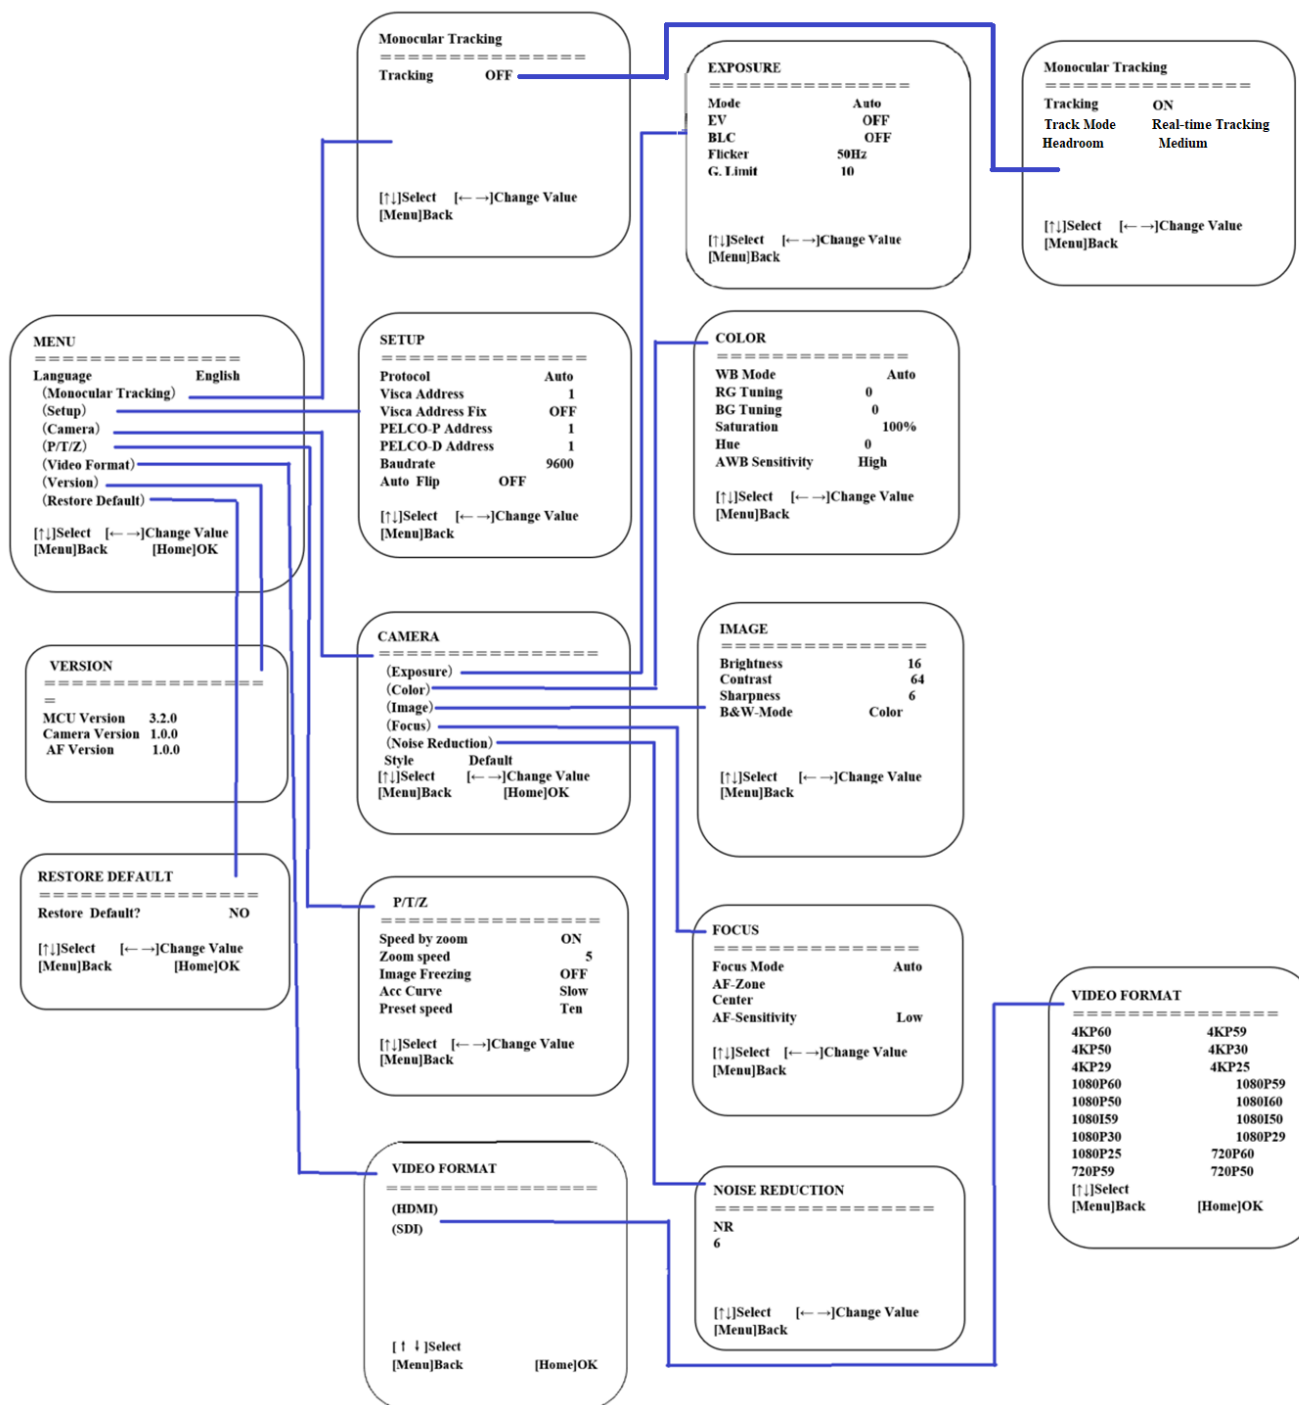 Monocular Tracking
= = = = = = = = = = = = = = =
Tracking OFF
[↑↓]Select [← →]Change Value
[Menu]Back
EXPOSURE
= = = = = = = = = = = = = = =
Mode Auto
EV OFF
BLC OFF
Flicker 50Hz
G. Limit 10
[↑↓]Select [← →]Change Value
[Menu]Back
Monocular Tracking
= = = = = = = = = = = = = = =
Tracking ON
Track Mode Real-time Tracking
Headroom Medium
[↑↓]Select [← →]Change Value
[Menu]Back
MENU
= = = = = = = = = = = = = = =
Language English
(Monocular Tracking)
(Setup)
(Camera)
(P/T/Z)
(Video Format)
(Version)
(Restore Default)
[↑↓]Select [← →]Change Value
[Menu]Back [Home]OK
SETUP
= = = = = = = = = = = = = = =
Protocol Auto
Visca Address 1
Visca Address Fix OFF
PELCO-P Address 1
PELCO-D Address 1
Baudrate 9600
Auto Flip OFF
[↑↓]Select [← →]Change Value
[Menu]Back
COLOR
= = = = = = = = = = = = = =
WB Mode Auto
RG Tuning 0
BG Tuning 0
Saturation 100%
Hue 0
AWB Sensitivity High
[↑↓]Select [← →]Change Value
[Menu]Back
VERSION
= = = = = = = = = = = = = = = =
=
MCU Version 3.2.0
Camera Version 1.0.0
AF Version 1.0.0
CAMERA
= = = = = = = = = = = = = = = =
(Exposure)
(Color)
(Image)
(Focus)
(Noise Reduction)
Style Default
[↑↓]Select [← →]Change Value
[Menu]Back [Home]OK
IMAGE
= = = = = = = = = = = = = = =
Brightness 16
Contrast 64
Sharpness 6
B&W-Mode Color
[↑↓]Select [← →]Change Value
[Menu]Back
RESTORE DEFAULT
= = = = = = = = = = = = = = = =
Restore Default? NO
[↑↓]Select [← →]Change Value
[Menu]Back [Home]OK
P/T/Z
= = = = = = = = = = = = = = = =
Speed by zoom ON
Zoom speed 5
Image Freezing OFF
Acc Curve Slow
Preset speed Ten
[↑↓]Select [← →]Change Value
[Menu]Back
FOCUS
= = = = = = = = = = = = = = =
Focus Mode Auto
AF-Zone
Center
AF-Sensitivity Low
[↑↓]Select [← →]Change Value
[Menu]Back
VIDEO FORMAT
= = = = = = = = = = = = = = =
4KP60 4KP59
4KP50 4KP30
4KP29 4KP25
1080P60 1080P59
1080P50 1080I60
1080I59 1080I50
1080P30 1080P29
1080P25 720P60
720P59 720P50
[↑↓]Select
[Menu]Back [Home]OK
VIDEO FORMAT
= = = = = = = = = = = = = = =
(HDMI)
(SDI)
[ ↑ ↓ ]Select
[Menu]Back [Home]OK
NOISE REDUCTION
= = = = = = = = = = = = = = = =
NR
6
[↑↓]Select [← →]Change Value
[Menu]Back